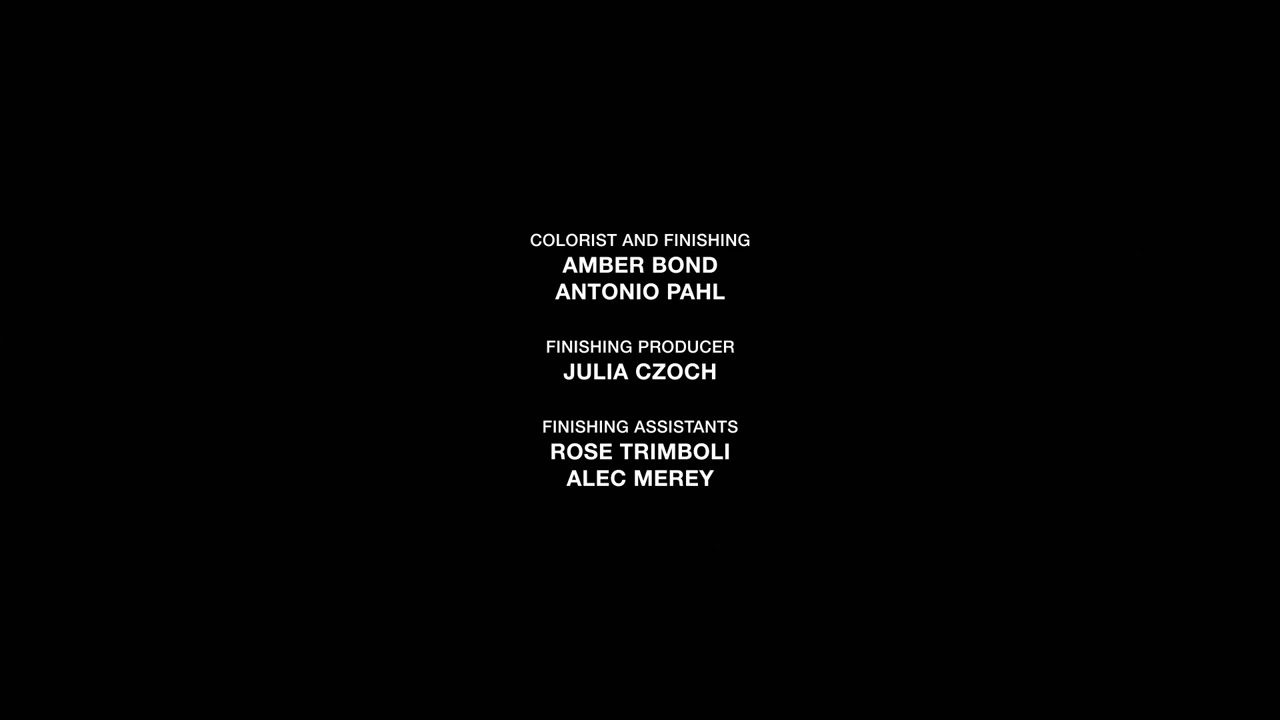 COLORIST AND FINISHING
AMBER BOND
ANTONIO PAHL
FINISHING PRODUCER
JULIA CZOCH
FINISHING ASSISTANTS
ROSE TRIMBOLI
ALEC MEREY